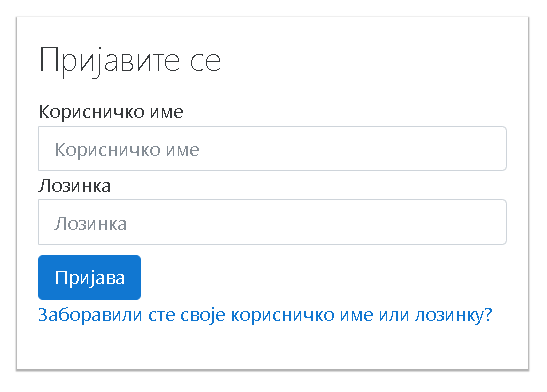 Пријавите се
Корисничко име
Корисничко име
Лозинка
Лозинка
Пријава
Заборавили сте своје корисничко име или лозинку?